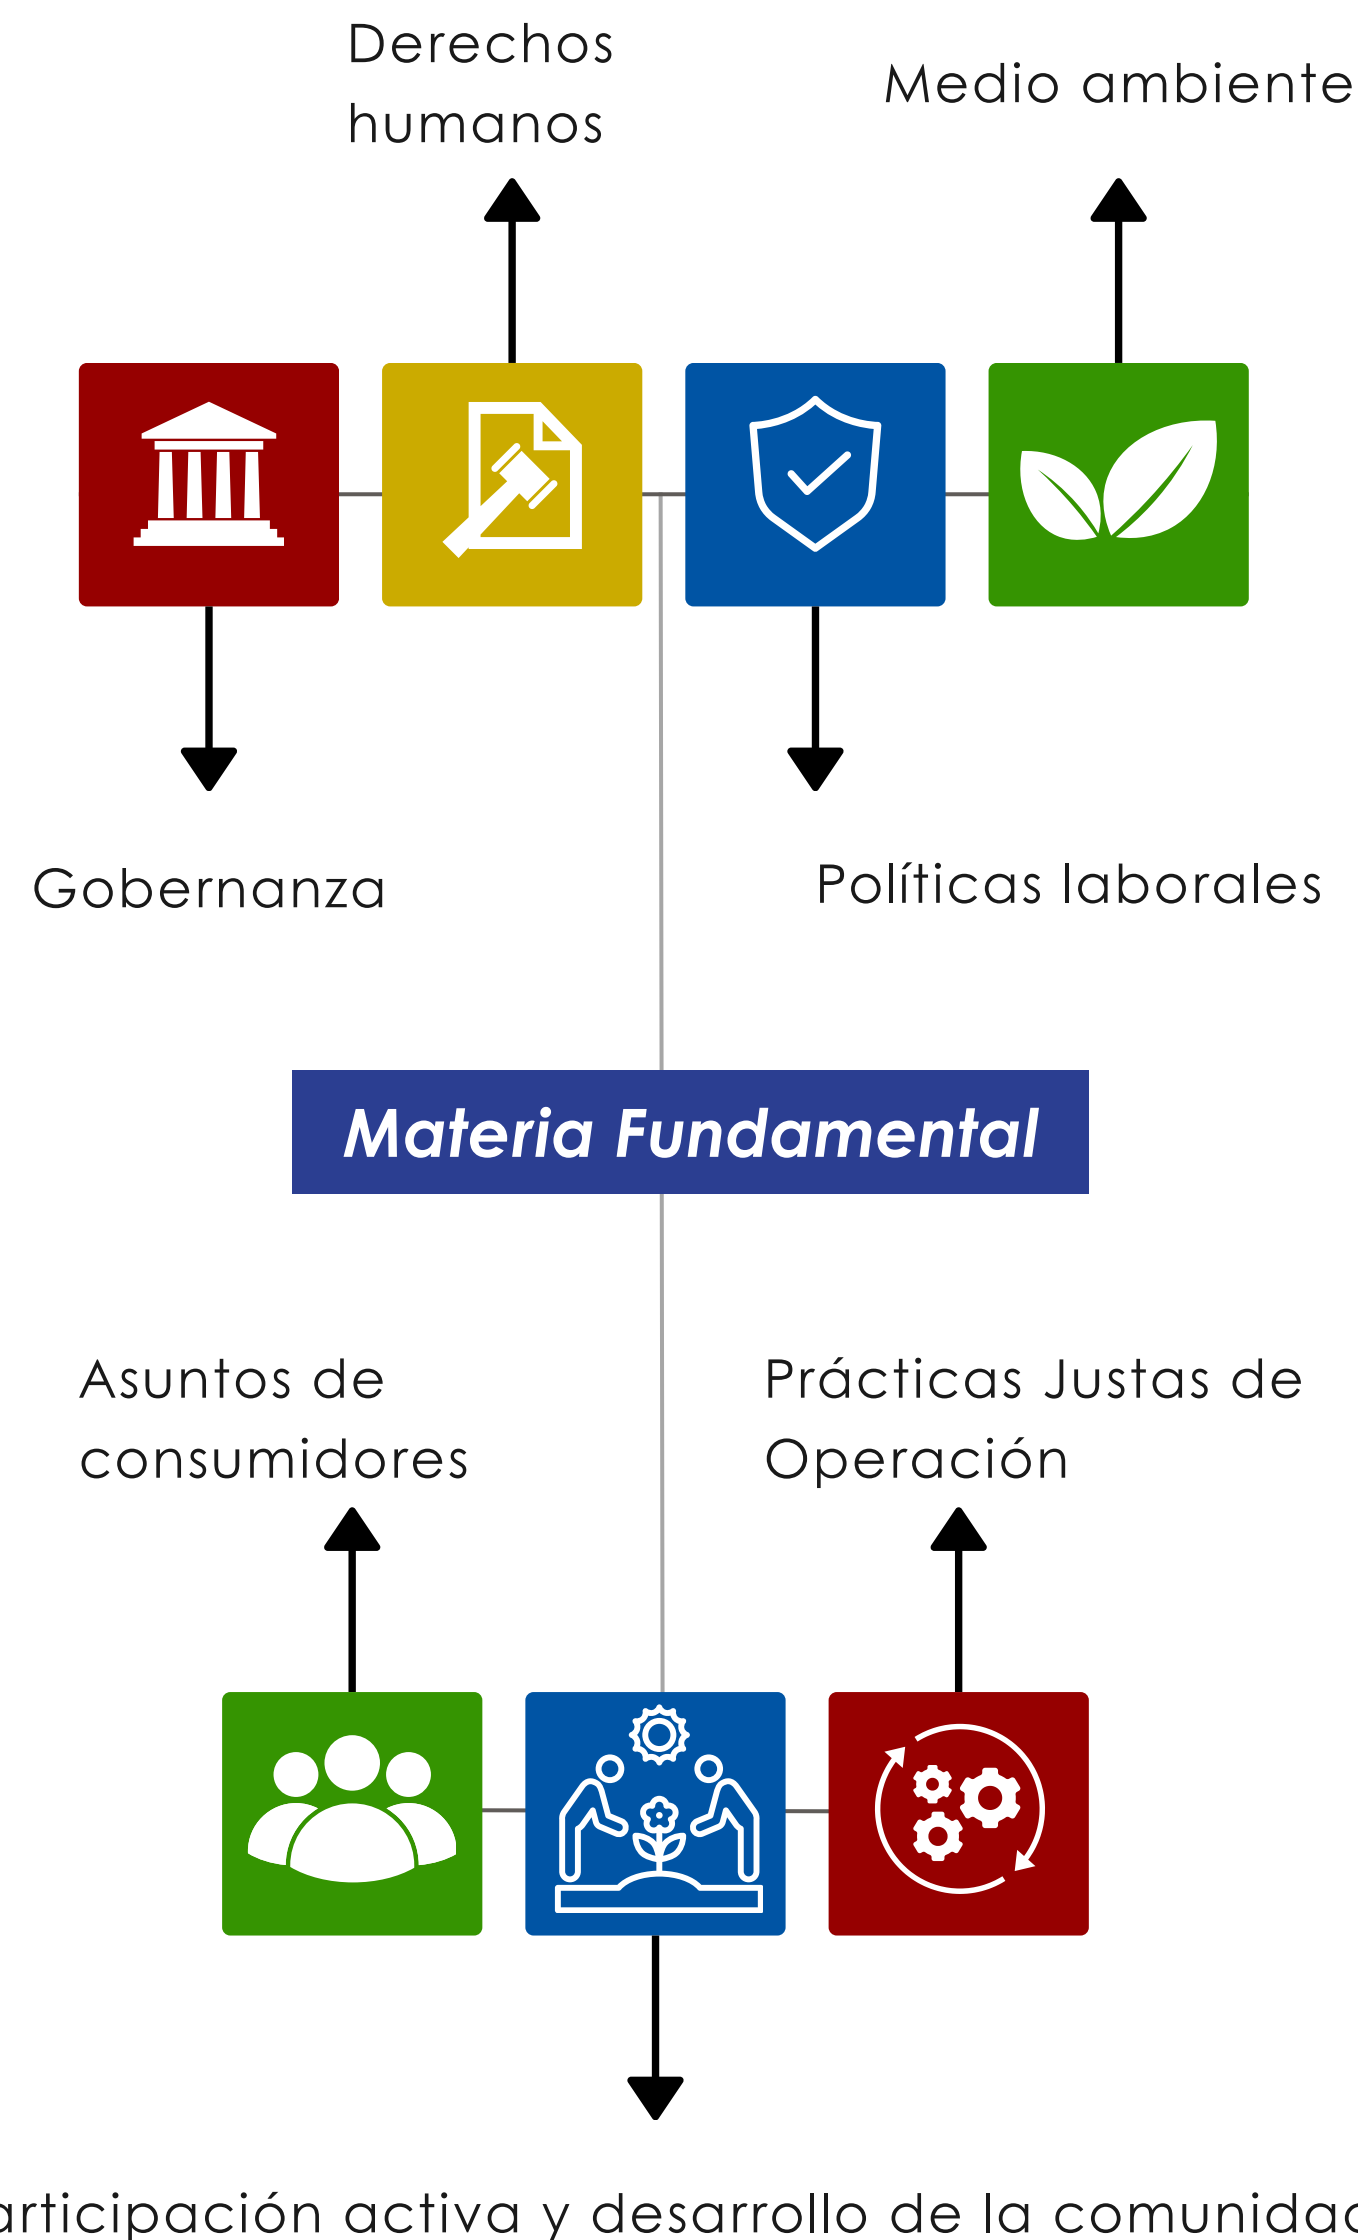 Derechos
humanos
Medio ambiente
Gobernanza
Políticas laborales
Materia Fundamental
Asuntos de
consumidores
Prácticas Justas de
Operación
articipación activa y desarrollo de la comunidad